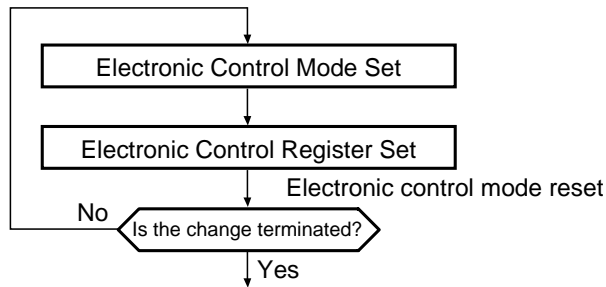 Electronic Control Mode Set
Electronic Control Register Set
Electronic control mode reset
No
Is the change terminated?
Yes